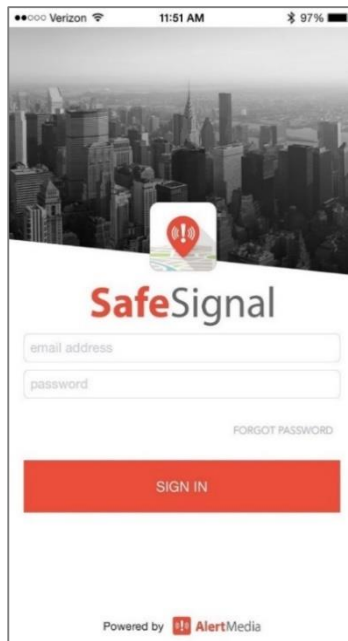 ●●○○○ Verizon 11:51 AM 97%
SafeSignal
email address
password
FORGOT PASSWORD
SIGN IN
Powered by AlertMedia